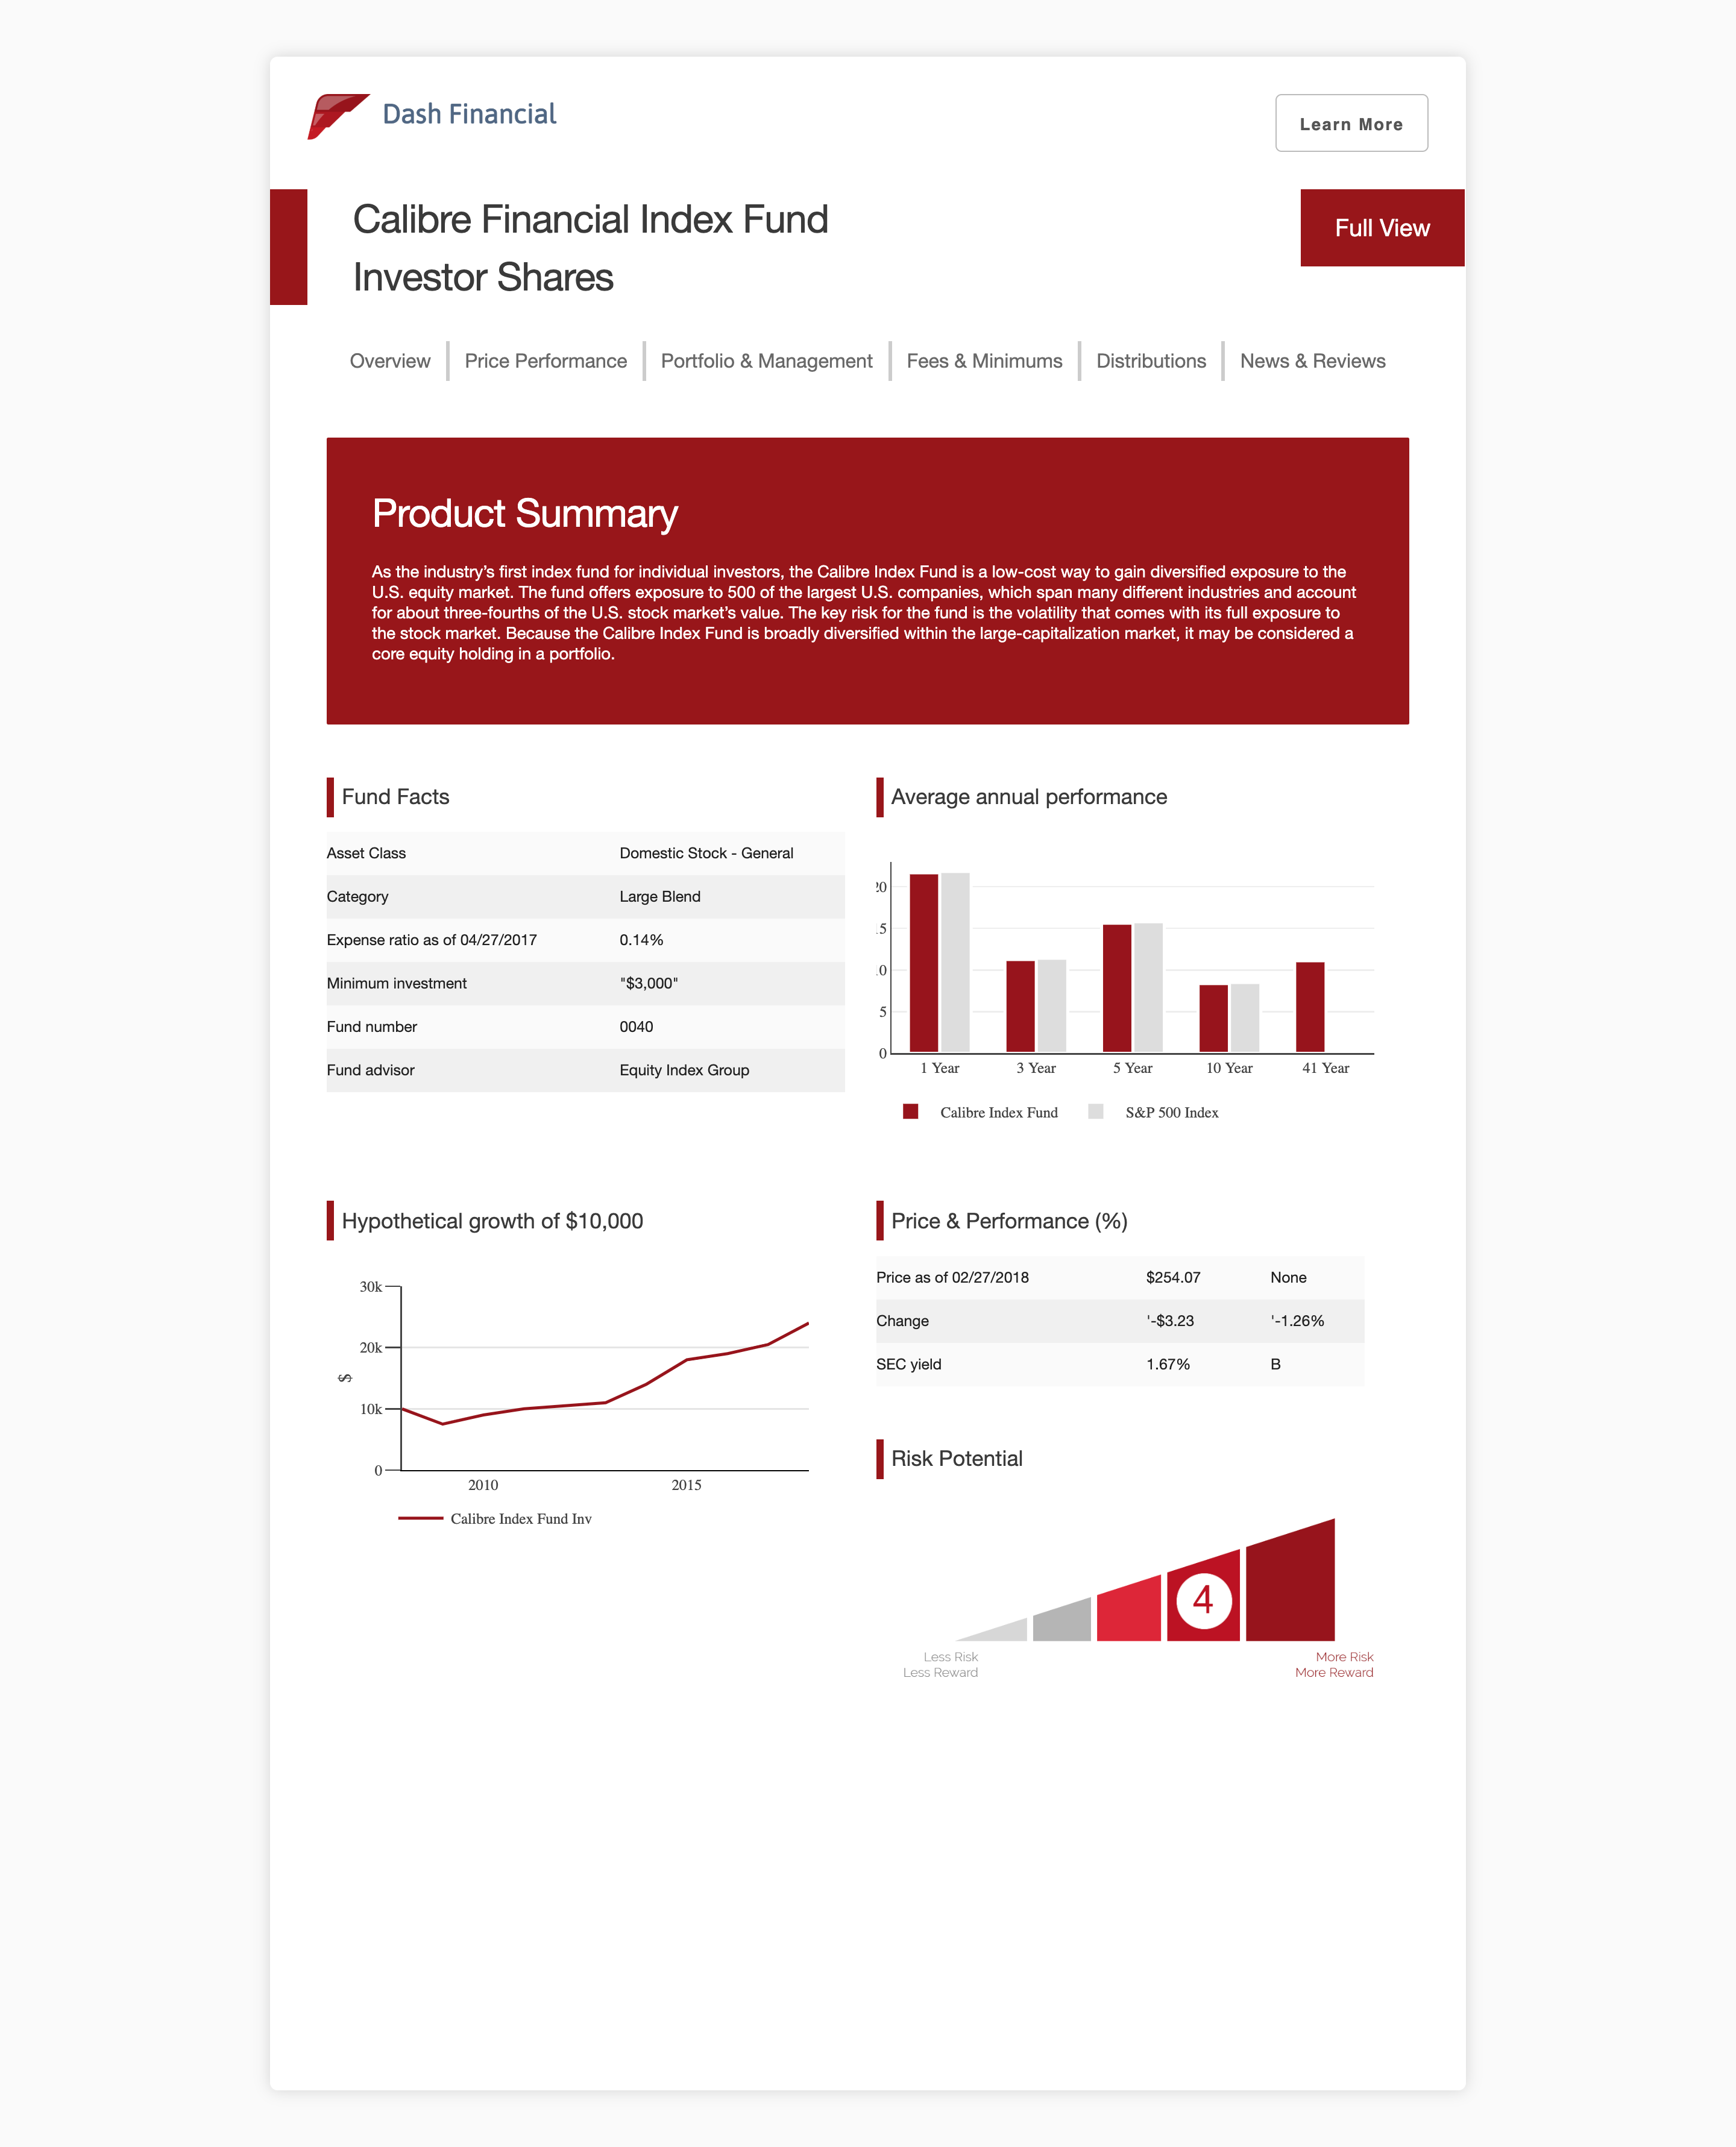 Dash Financial
Learn More
Calibre Financial Index Fund
Investor Shares
Full View
Overview
Price Performance
Portfolio & Management
Fees & Minimums
Distributions
News & Reviews
Product Summary
As the industry’s first index fund for individual investors, the Calibre Index Fund is a low-cost way to gain diversified exposure to the
U.S. equity market. The fund offers exposure to 500 of the largest U.S. companies, which span many different industries and account
for about three-fourths of the U.S. stock market’s value. The key risk for the fund is the volatility that comes with its full exposure to
the stock market. Because the Calibre Index Fund is broadly diversified within the large-capitalization market, it may be considered a
core equity holding in a portfolio.
Fund Facts
Asset Class Domestic Stock - General
Category Large Blend
Expense ratio as of 04/27/2017 0.14%
Minimum investment "$3,000"
Fund number 0040
Fund advisor Equity Index Group
Average annual performance
20
15
10
5
0
1 Year 3 Year 5 Year 10 Year 41 Year
Calibre Index Fund S&P 500 Index
Hypothetical growth of $10,000
30k
20k
$
10k
0
2010 2015
Calibre Index Fund Inv
Price & Performance (%)
Price as of 02/27/2018 $254.07 None
Change '-$3.23 '-1.26%
SEC yield 1.67% B
Risk Potential
4
Less Risk
Less Reward
More Risk
More Reward